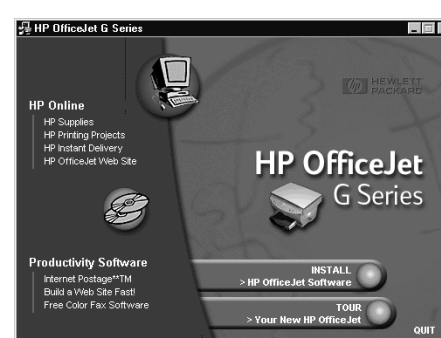 HP OfficeJet G Series
HEWLETT
PACKARD
HP Online
HP Supplies
HP Printing Projects
HP Instant Delivery
HP OfficeJet Web Site
HP OfficeJet
G Series
Productivity Software
Internet Postage**TM
Build a Web Site Fast!
Free Color Fax Software
INSTALL
> HP OfficeJet Software
TOUR
> Your New HP OfficeJet
QUIT